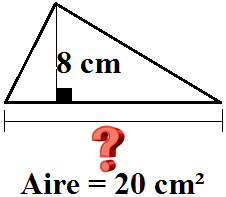 8 cm
?
Aire = 20 cm²